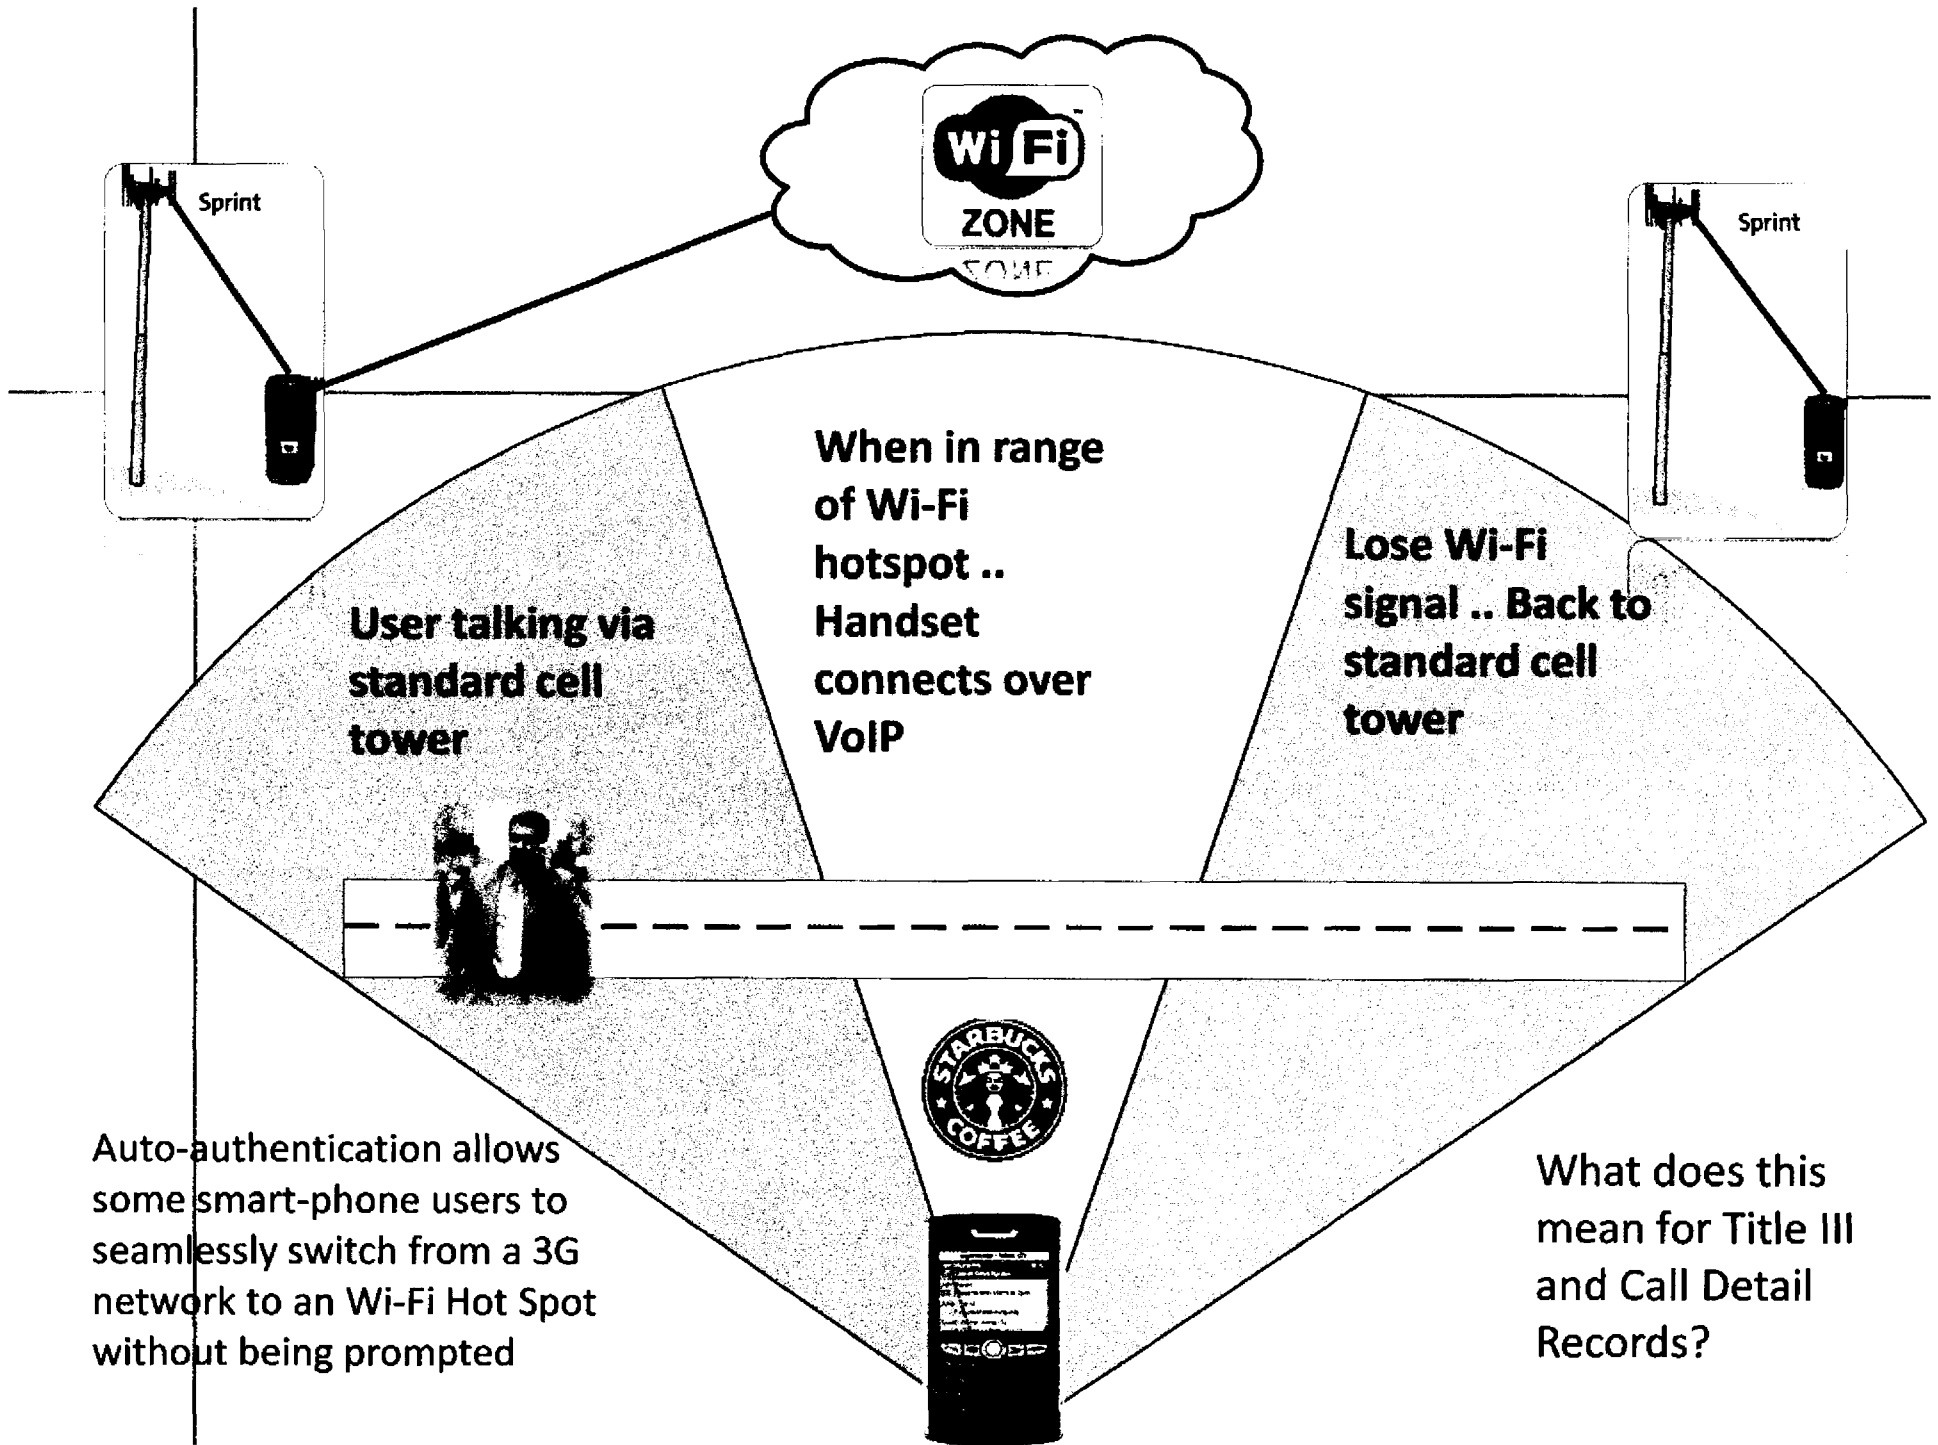 Wi Fi
ZONE
Sprint
Sprint
When in range
of Wi-Fi
hotspot ..
Handset
connects over
VoIP
Lose Wi-Fi
signal .. Back to
standard cell
tower
User talking via
standard cell
tower
STARBUCKS
COFFEE
Auto-authentication allows
some smart-phone users to
seamlessly switch from a 3G
network to an Wi-Fi Hot Spot
without being prompted
What does this
mean for Title III
and Call Detail
Records?